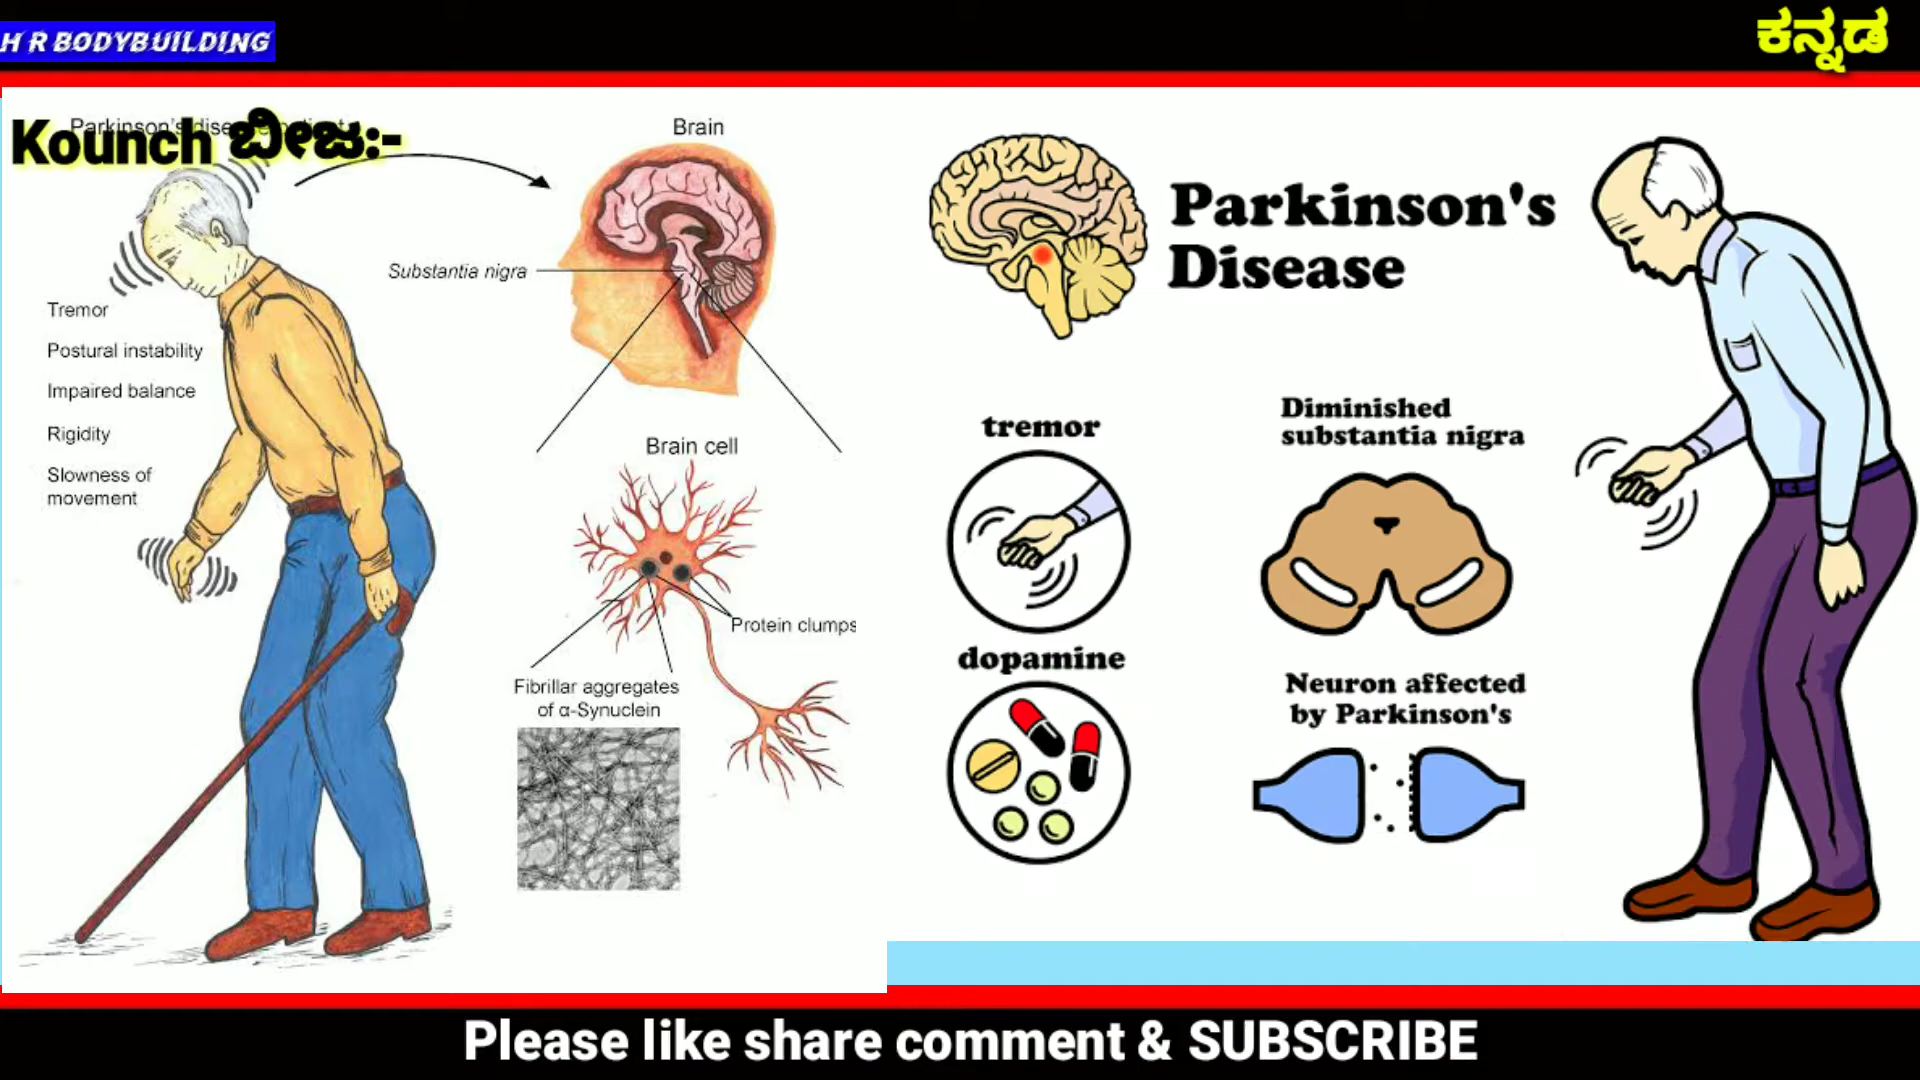 H R BODYBUILDING
ಕನ್ನಡ
Kounch ಬೀಜ:-
Parkinson's
Brain
Substantia nigra
Tremor
Postural instability
Impaired balance
Rigidity
Slowness of
movement
Brain cell
Protein clumps
Fibrillar aggregates
of α-Synuclein
Parkinson's
Disease
tremor
Diminished
substantia nigra
dopamine
Neuron affected
by Parkinson's
Please like share comment & SUBSCRIBE